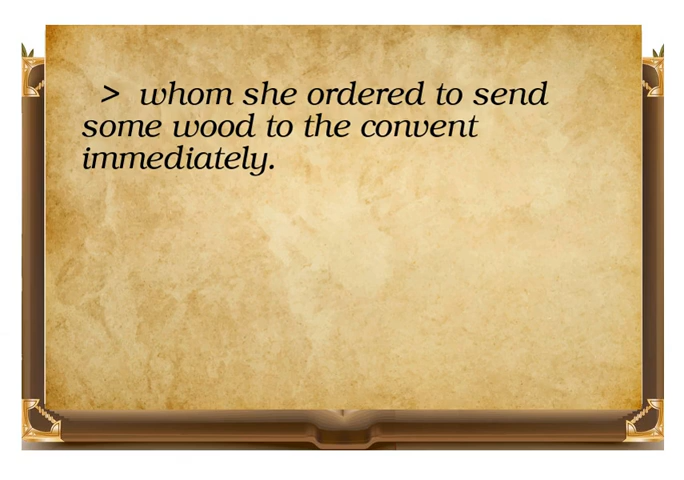 > whom she ordered to send
some wood to the convent
immediately.